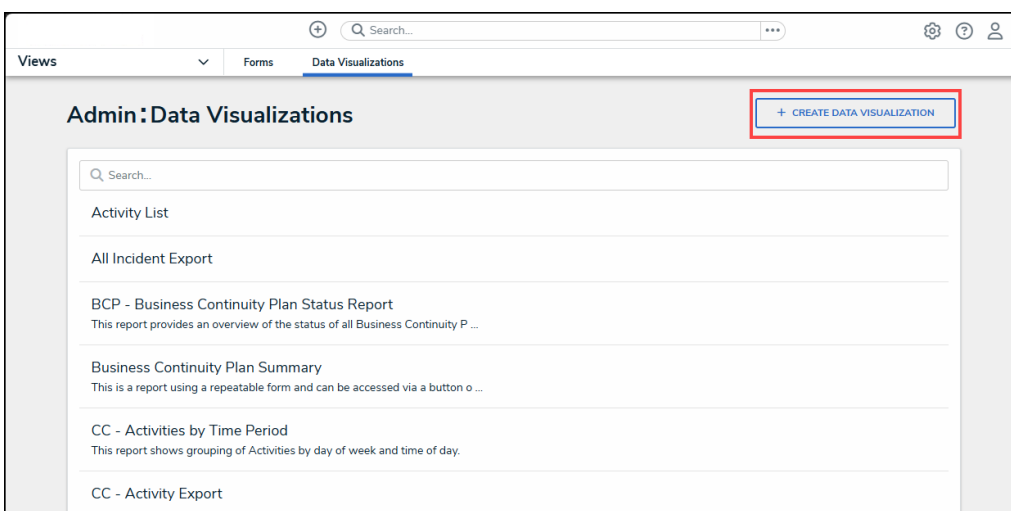 Search...
Views
Forms
Data Visualizations
Admin:Data Visualizations
+ CREATE DATA VISUALIZATION
Search...
Activity List
All Incident Export
BCP - Business Continuity Plan Status Report
This report provides an overview of the status of all Business Continuity P ...
Business Continuity Plan Summary
This is a report using a repeatable form and can be accessed via a button o ...
CC - Activities by Time Period
This report shows grouping of Activities by day of week and time of day.
CC - Activity Export